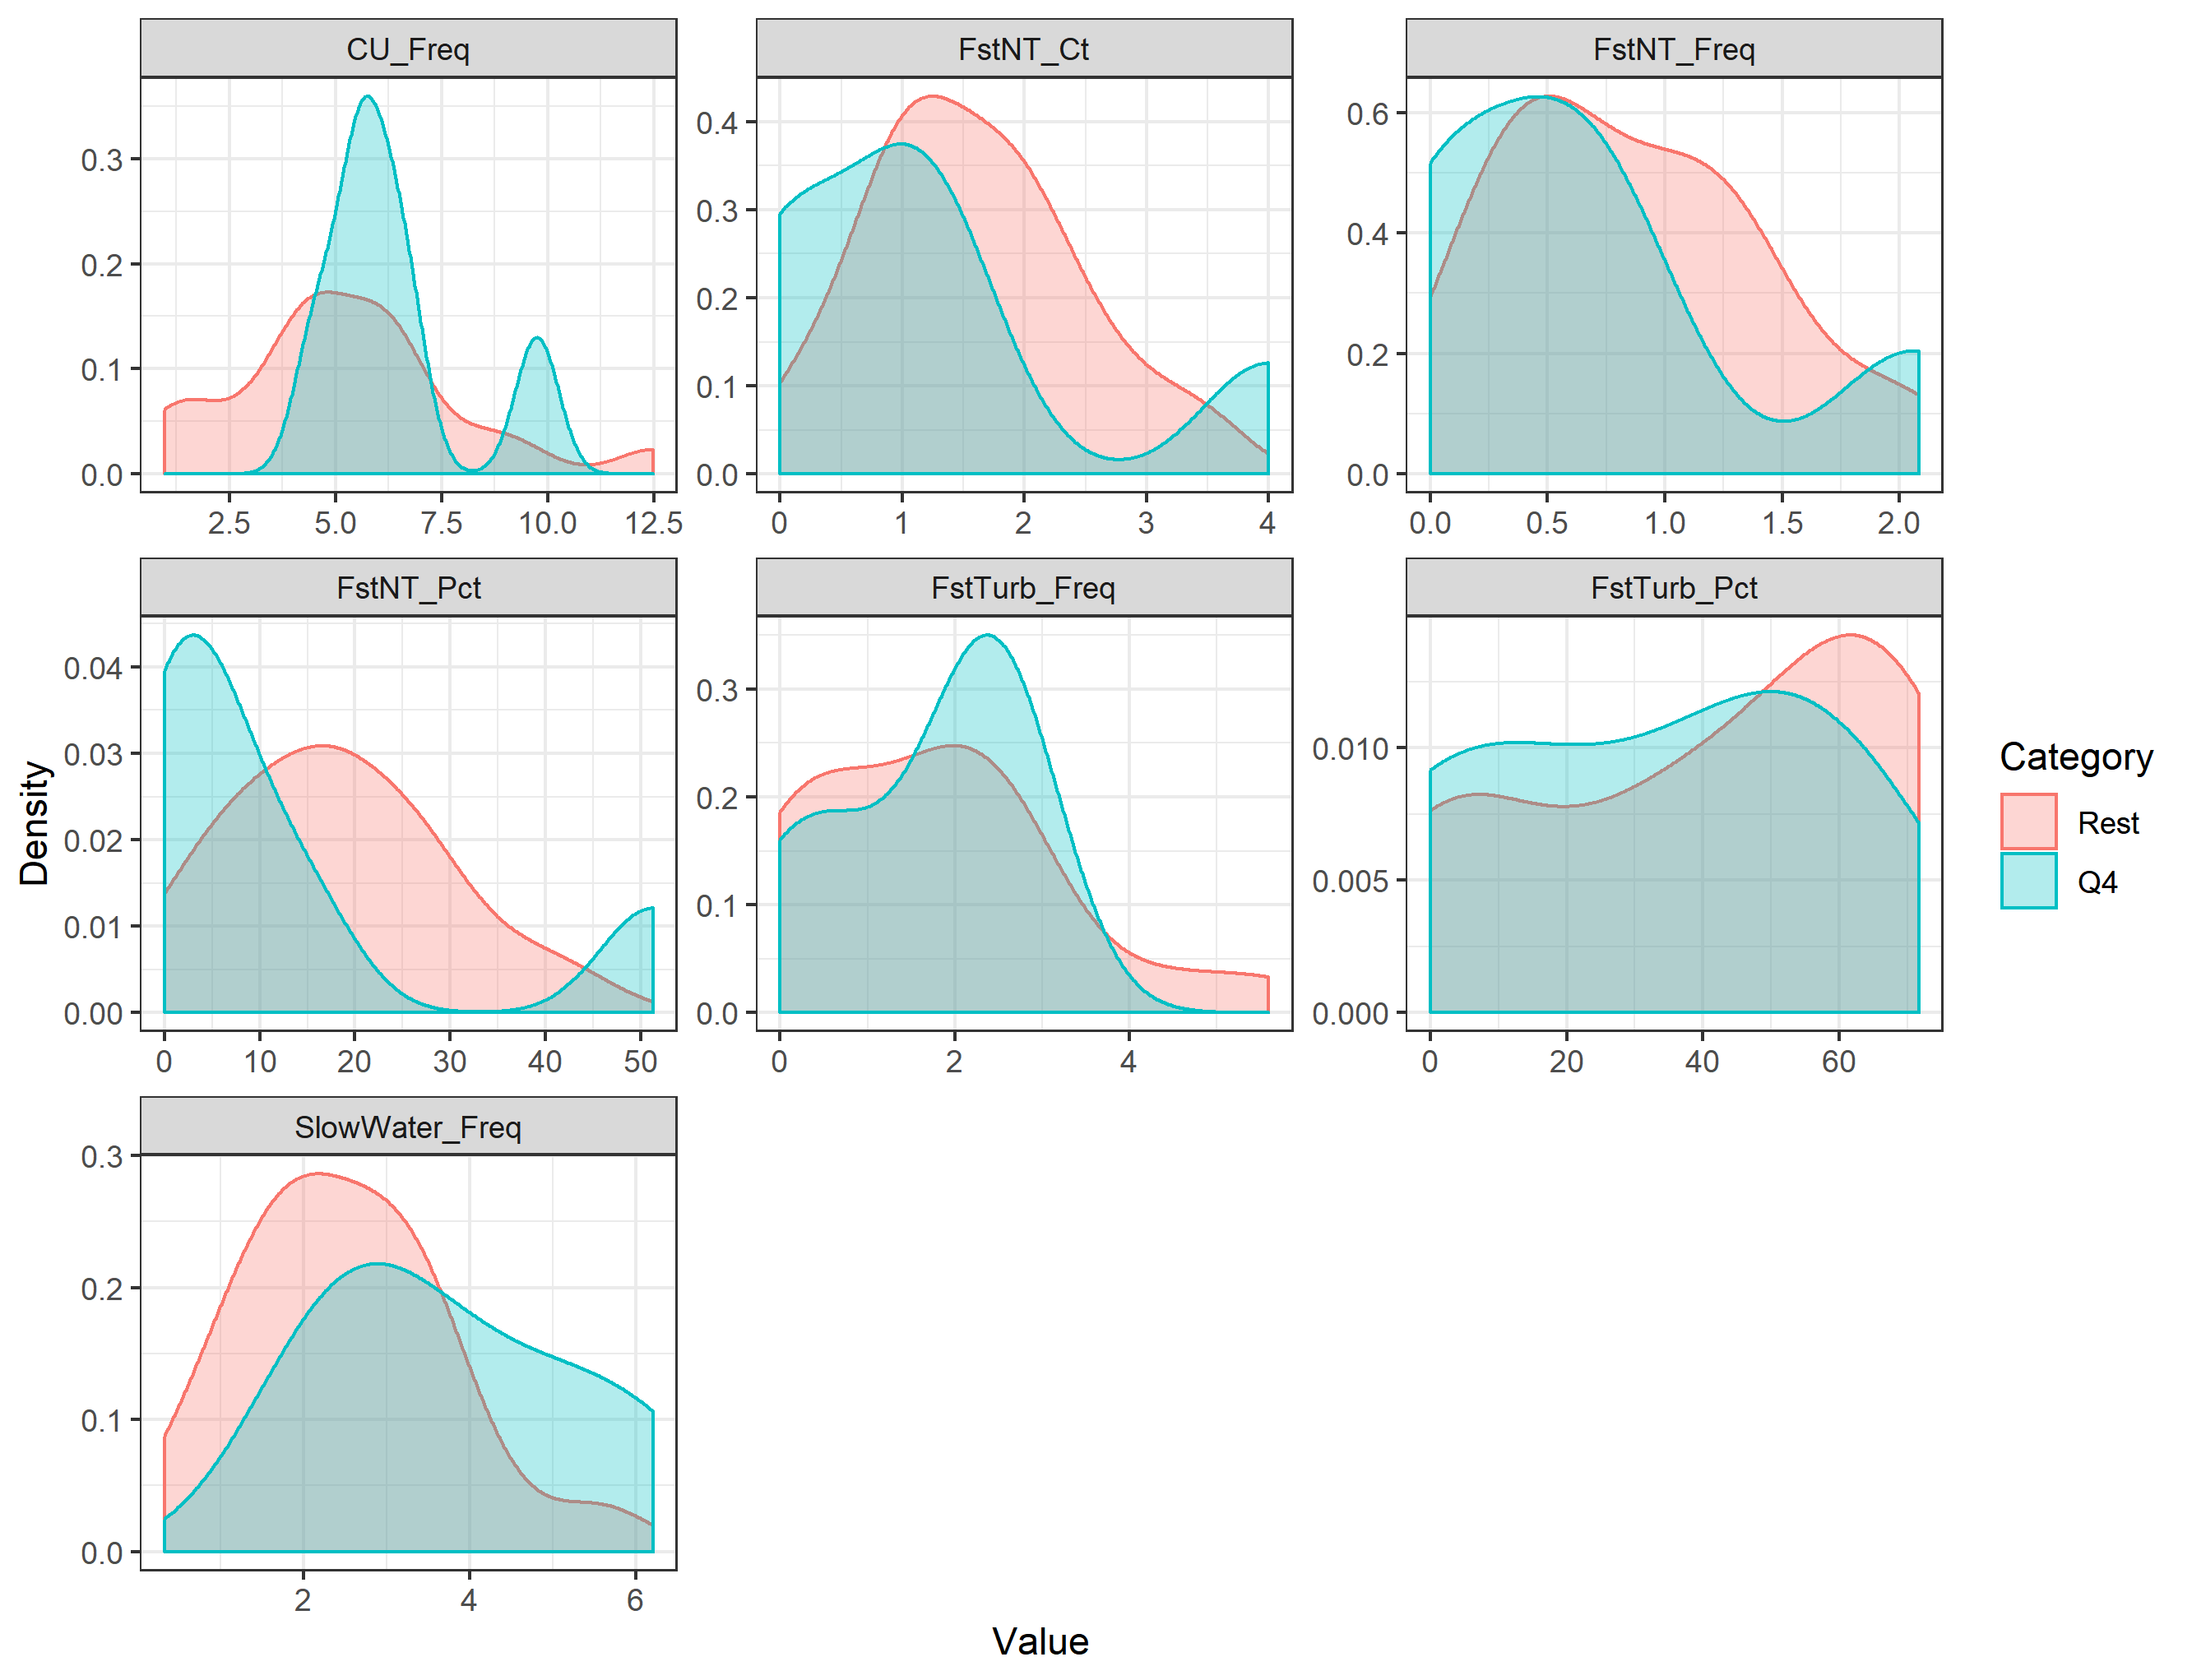 CU_Freq
FstNT_Ct
FstNT_Freq
0.3
0.2
0.1
0.0
0.4
0.3
0.2
0.1
0.0
0.6
0.4
0.2
0.0
2.5 5.0 7.5 10.0 12.5
0 1 2 3 4
0.0 0.5 1.0 1.5 2.0
FstNT_Pct
FstTurb_Freq
FstTurb_Pct
0.04
0.03
0.02
0.01
0.00
0.3
0.2
0.1
0.0
0.010
0.005
0.000
0 10 20 30 40 50
0 2 4
0 20 40 60
SlowWater_Freq
0.3
0.2
0.1
0.0
2 4 6
Density
Value
Category
Rest
Q4